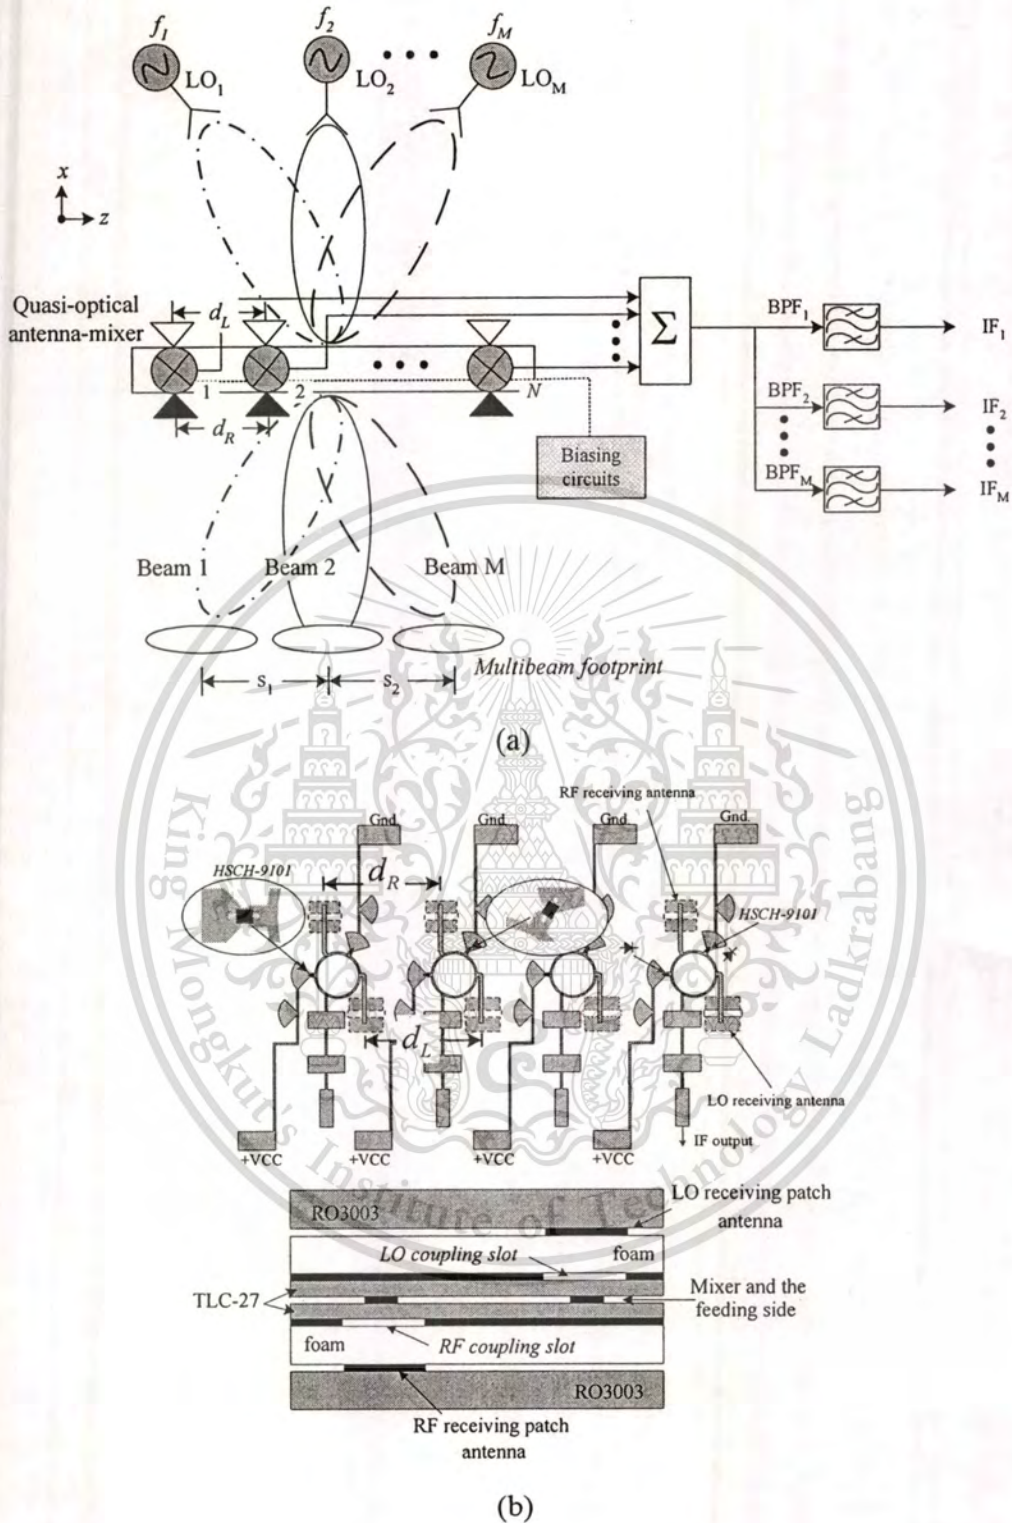 f1
f2
fM
LO1
LO2
LOM
x
z
Quasi-optical
antenna-mixer
dL
1
2
N
dR
Σ
BPF1
IF1
BPF2
IF2
BPFM
IFM
Biasing
circuits
Beam 1
Beam 2
Beam M
S1
S2
Multibeam footprint
(a)
RF receiving antenna
Gnd
Gnd
Gnd
Gnd
HSCH-9101
dR
HSCH-9101
dL
LO receiving antenna
IF output
+VCC
+VCC
+VCC
+VCC
King Mongkut's Institute of Technology Ladkrabang
RO3003
LO receiving patch
antenna
LO coupling slot
foam
TLC-27
Mixer and the
feeding side
foam
RF coupling slot
RO3003
RF receiving patch
antenna
(b)